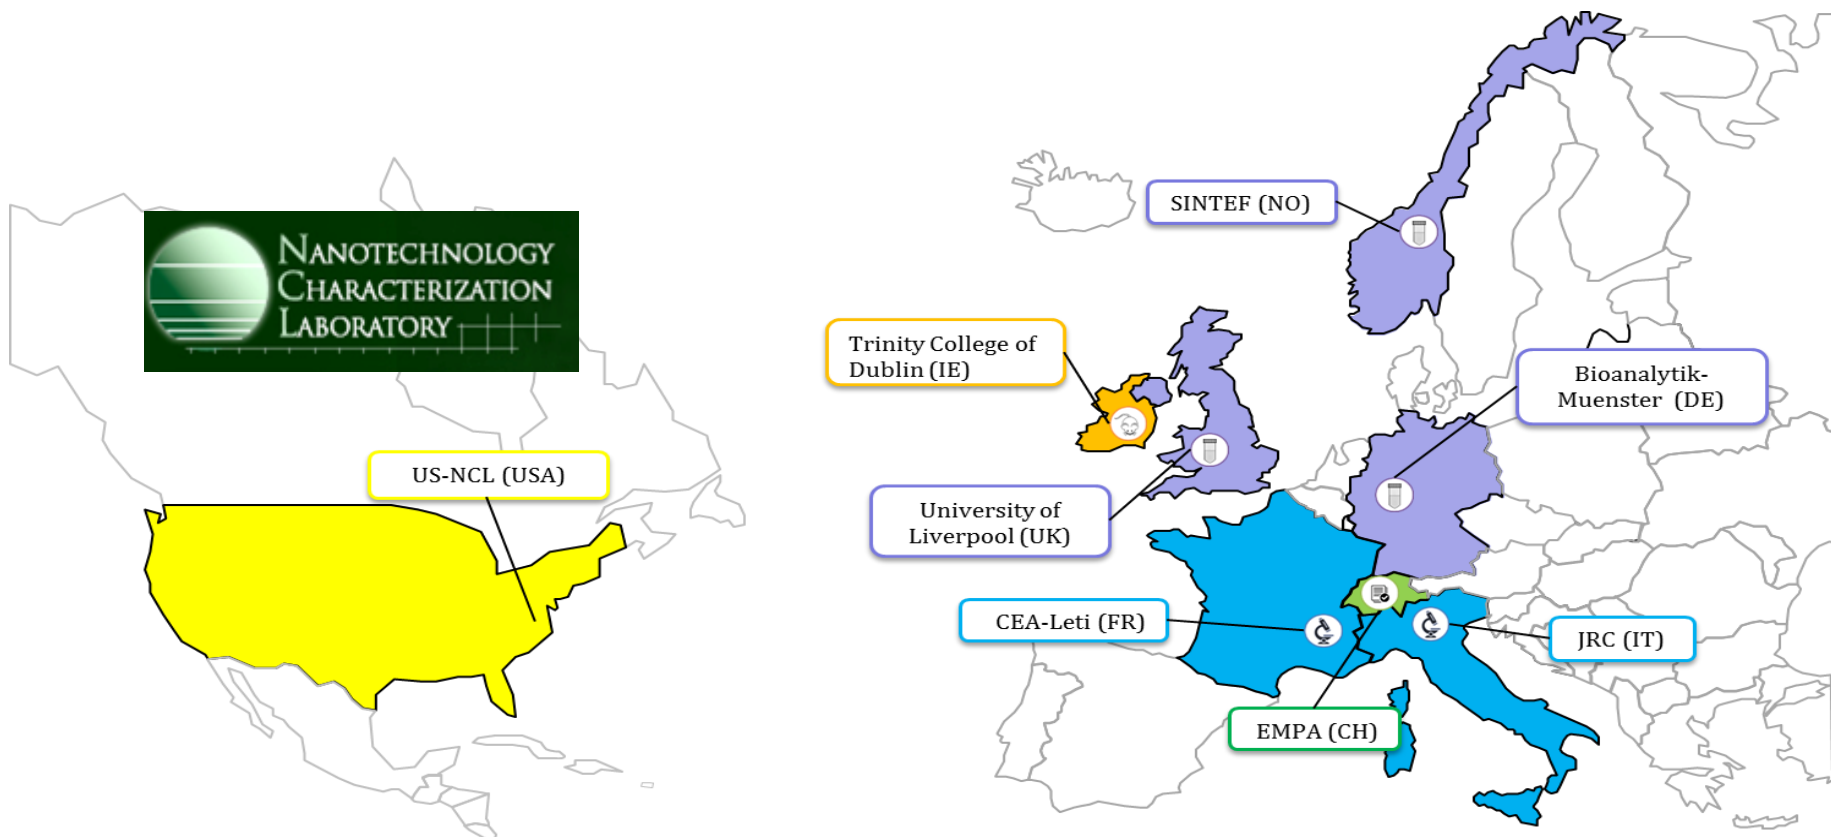 NANOTECHNOLOGY
CHARACTERIZATION
LABORATORY
US-NCL (USA)
SINTEF (NO)
Trinity College of
Dublin (IE)
Bioanalytik-
Muenster (DE)
University of
Liverpool (UK)
CEA-Leti (FR)
JRC (IT)
EMPA (CH)